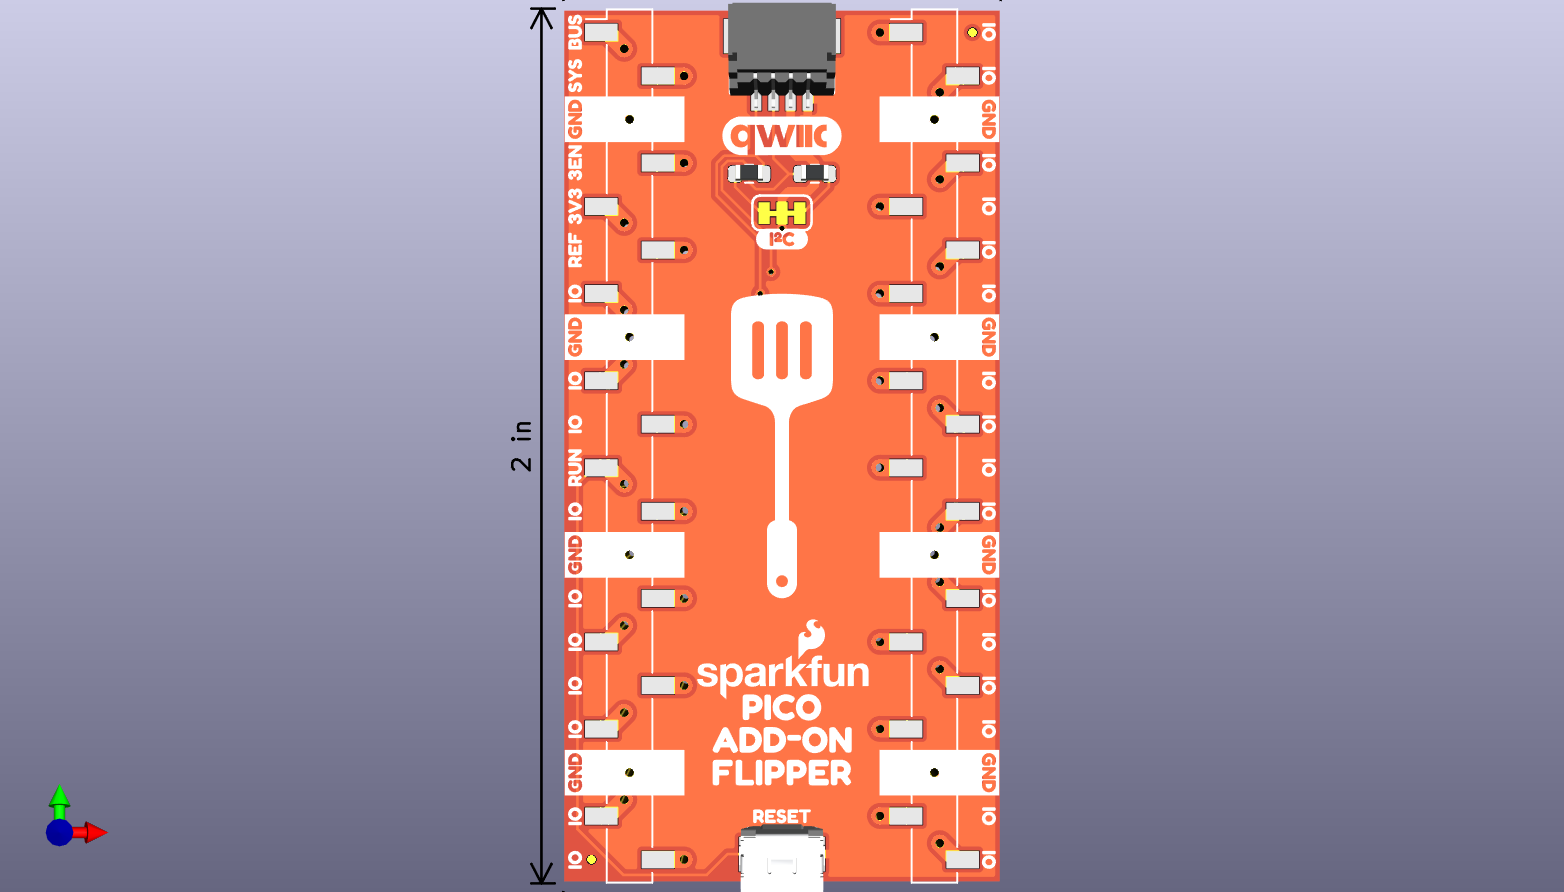 BUS
SYS
GND
3EN
3V3
REF
IO
GND
IO
IO
RUN
IO
GND
IO
IO
IO
IO
GND
IO
IO
2 in
qwiic
I²C
sparkfun
PICO
ADD-ON
FLIPPER
RESET
IO
IO
GND
IO
IO
IO
IO
GND
IO
IO
IO
IO
GND
IO
IO
IO
IO
GND
IO
IO